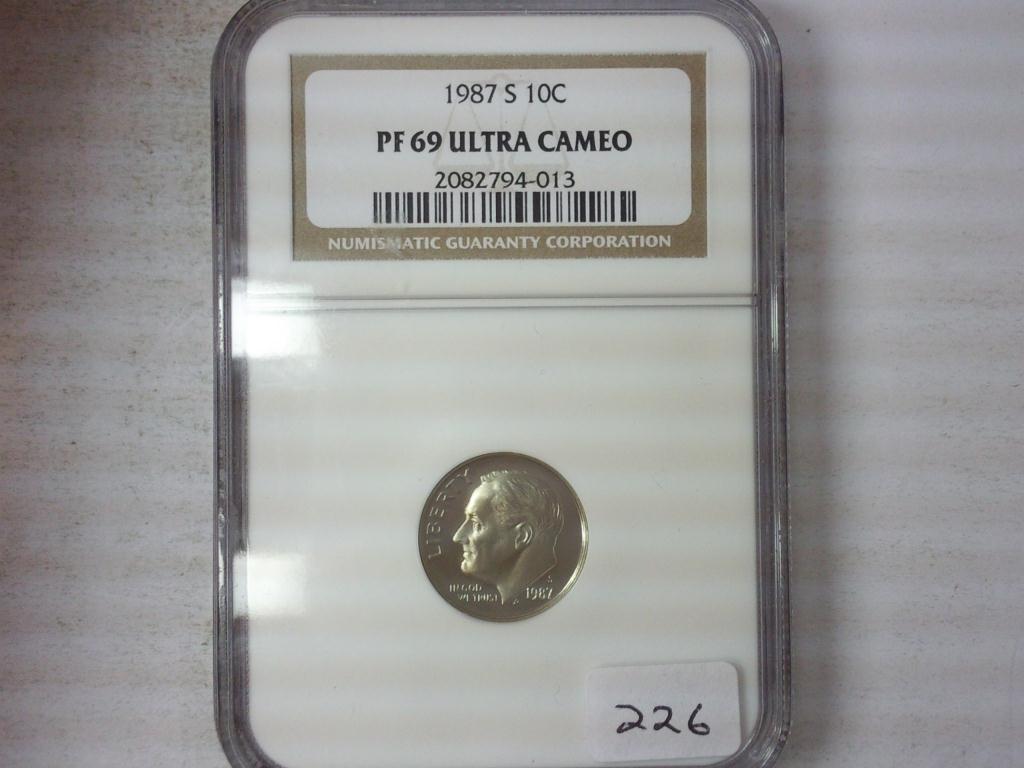 1987 S 10C
PF 69 ULTRA CAMEO
2082794-013
NUMISMATIC GUARANTY CORPORATION
LIBERTY
IN GOD
WE TRUST
S
1987
226